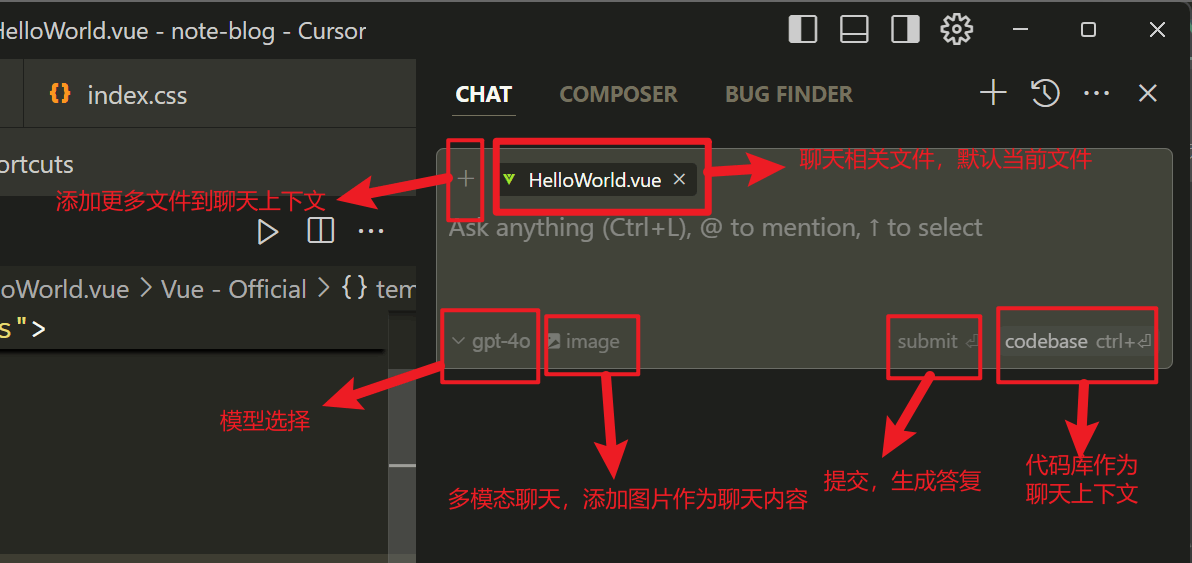 HelloWorld.vue - note-blog - Cursor
{} index.css
CHAT COMPOSER BUG FINDER
ortcuts
聊天相关文件，默认当前文件
+ HelloWorld.vue ×
添加更多文件到聊天上下文
Ask anything (Ctrl+L), @ to mention, ↑ to select
oWorld.vue > Vue - Official > {} tem
s">
gpt-4o image submit ⏎ codebase ctrl+⏎
模型选择
多模态聊天，添加图片作为聊天内容
提交，生成答复
代码库作为
聊天上下文